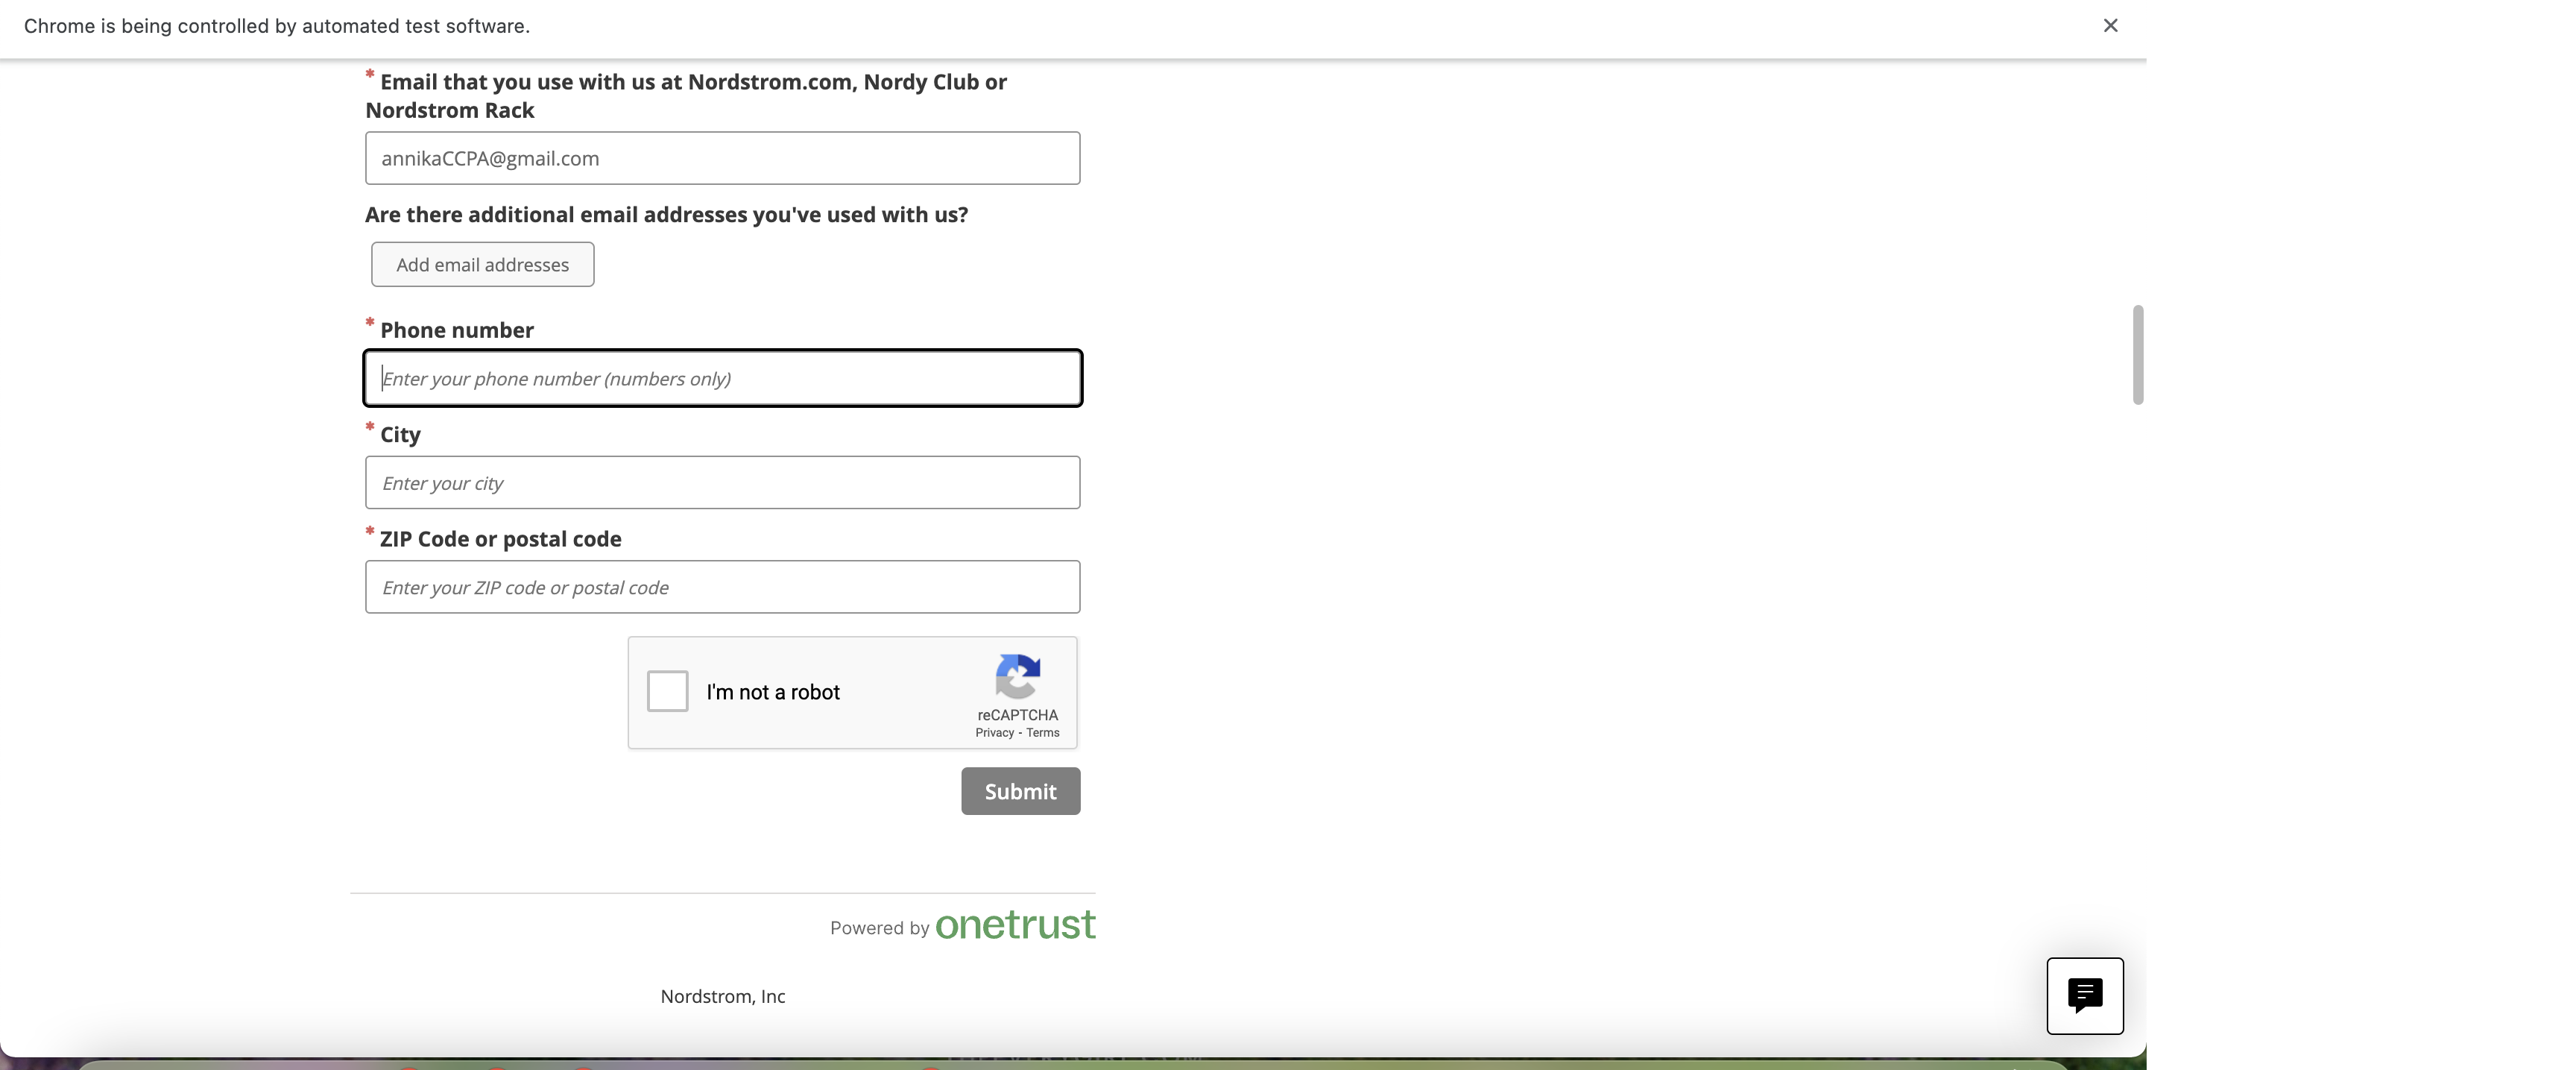 Chrome is being controlled by automated test software.
* Email that you use with us at Nordstrom.com, Nordy Club or
Nordstrom Rack
annikaCCPA@gmail.com
Are there additional email addresses you've used with us?
Add email addresses
* Phone number
Enter your phone number (numbers only)
* City
Enter your city
* ZIP Code or postal code
Enter your ZIP code or postal code
I'm not a robot
reCAPTCHA
Privacy - Terms
Submit
Powered by onetrust
Nordstrom, Inc